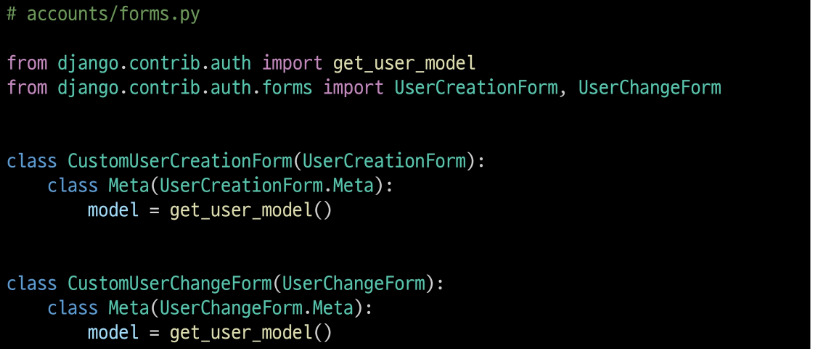 # accounts/forms.py
from django.contrib.auth import get_user_model
from django.contrib.auth.forms import UserCreationForm, UserChangeForm
class CustomUserCreationForm(UserCreationForm):
class Meta(UserCreationForm.Meta):
model = get_user_model()
class CustomUserChangeForm(UserChangeForm):
class Meta(UserChangeForm.Meta):
model = get_user_model()